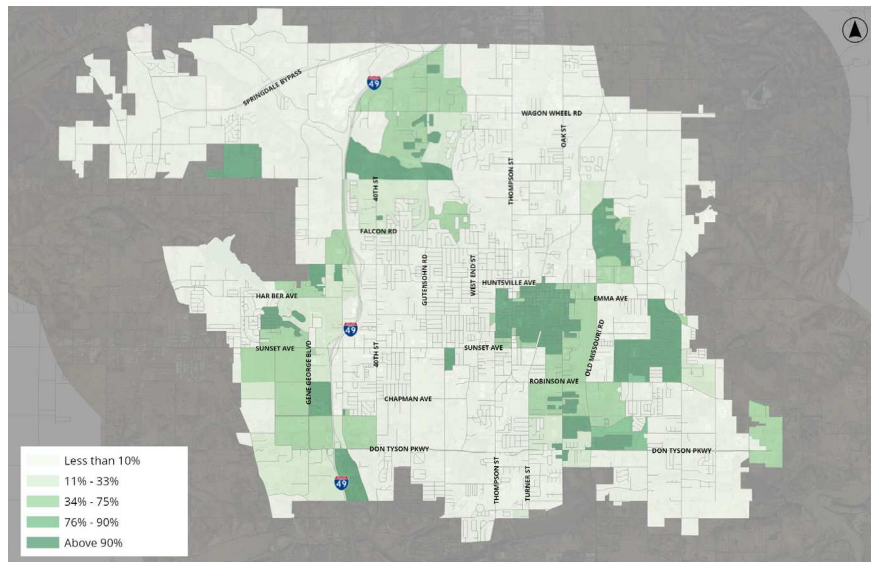 49
SPRINGDALE BYPASS
WAGON WHEEL RD
OAK ST
THOMPSON ST
40TH ST
FALCON RD
GUTENSOHN RD
WEST END ST
HUNTSVILLE AVE
HAR BER AVE
EMMA AVE
49
SUNSET AVE
GENE GEORGE BLVD
40TH ST
SUNSET AVE
OLD MISSOURI RD
ROBINSON AVE
CHAPMAN AVE
DON TYSON PKWY
DON TYSON PKWY
THOMPSON ST
TURNER ST
49
Less than 10%
11% - 33%
34% - 75%
76% - 90%
Above 90%